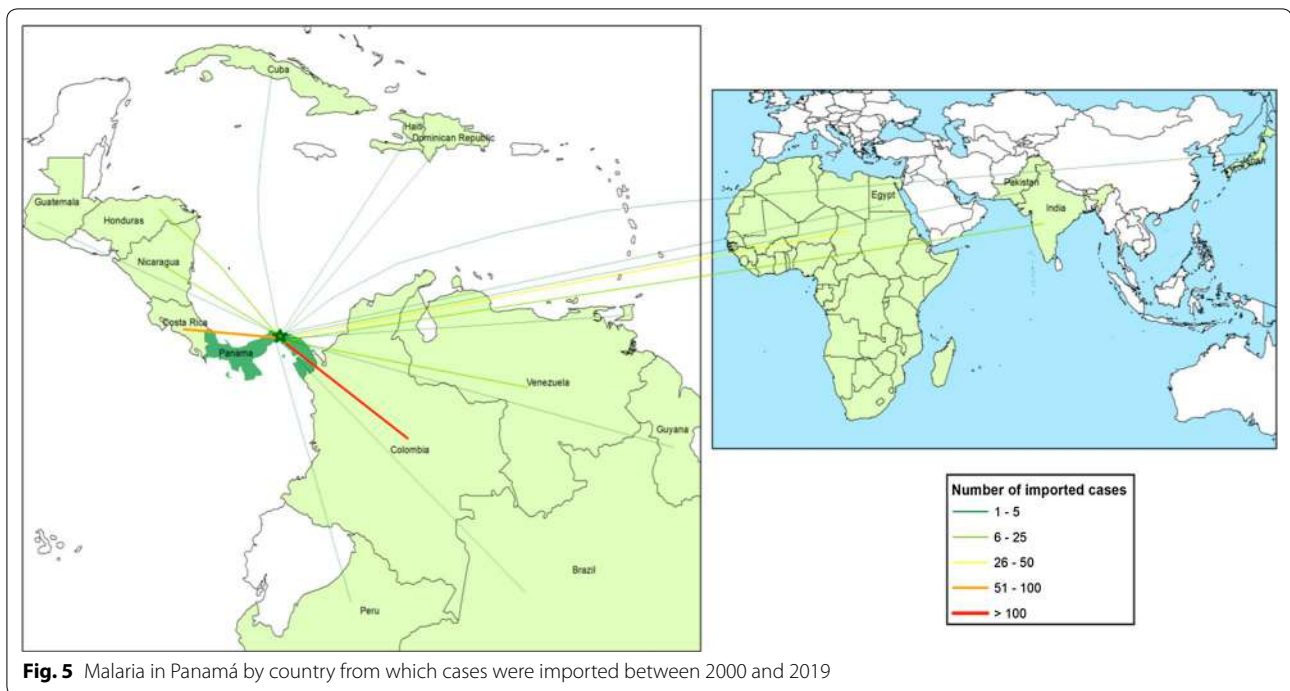 Cuba
Haiti
Dominican Republic
Guatemala
Honduras
Nicaragua
Costa Rica
Panama
Venezuela
Guyana
Colombia
Brazil
Peru
Egypt
Pakistan
India
Japan
Number of imported cases
1 - 5
6 - 25
26 - 50
51 - 100
> 100
Fig. 5 Malaria in Panamá by country from which cases were imported between 2000 and 2019